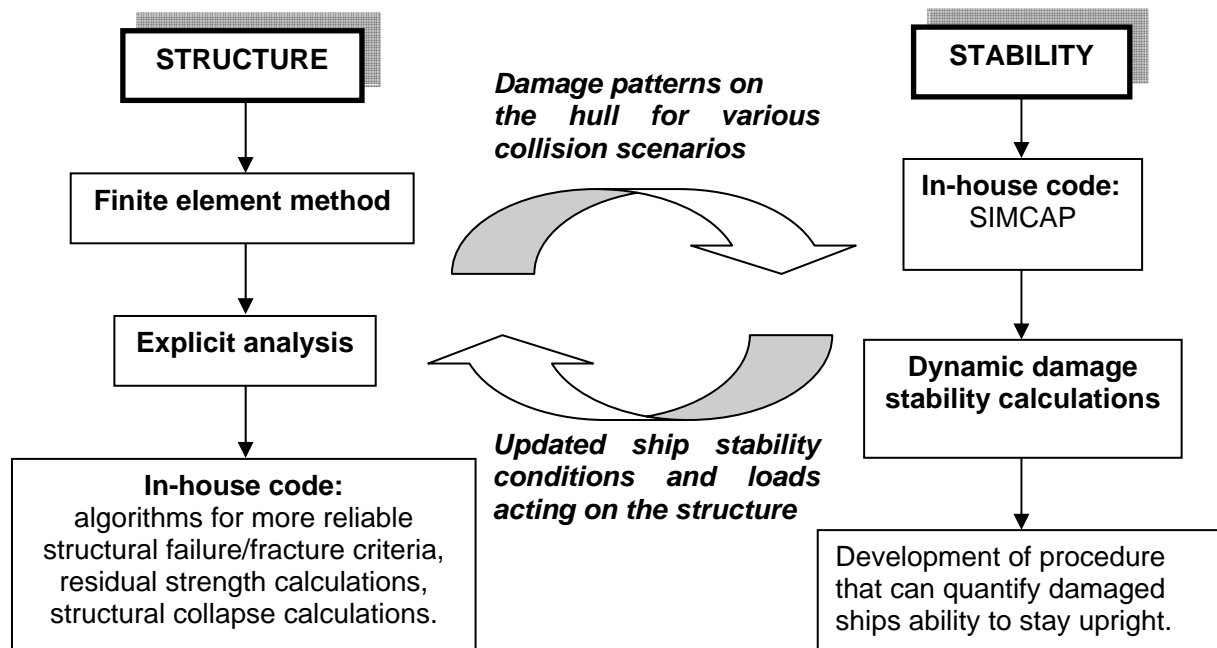 STRUCTURE
Finite element method
Explicit analysis
In-house code:
algorithms for more reliable
structural failure/fracture criteria,
residual strength calculations,
structural collapse calculations.
Damage patterns on
the hull for various
collision scenarios
Updated ship stability
conditions and loads
acting on the structure
STABILITY
In-house code:
SIMCAP
Dynamic damage
stability calculations
Development of procedure
that can quantify damaged
ships ability to stay upright.